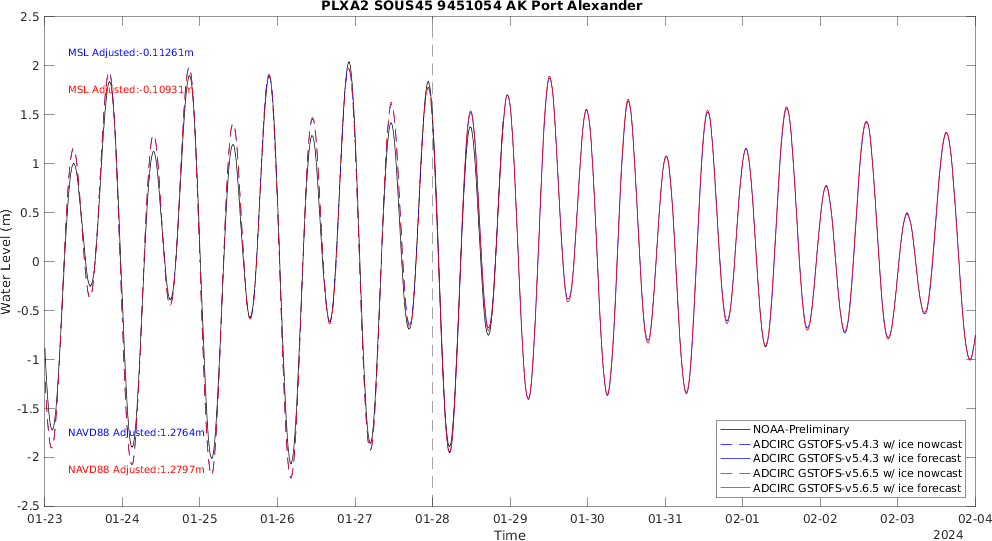 PLXA2 SOUS45 9451054 AK Port Alexander
MSL Adjusted:-0.11261m
MSL Adjusted:-0.10931m
NAVD88 Adjusted:1.2764m
NAVD88 Adjusted:1.2797m
Water Level (m)
2.5
2
1.5
1
0.5
0
-0.5
-1
-1.5
-2
-2.5
NOAA-Preliminary
ADCIRC GSTOFS-v5.4.3 w/ ice nowcast
ADCIRC GSTOFS-v5.4.3 w/ ice forecast
ADCIRC GSTOFS-v5.6.5 w/ ice nowcast
ADCIRC GSTOFS-v5.6.5 w/ ice forecast
01-23 01-24 01-25 01-26 01-27 01-28 01-29 01-30 01-31 02-01 02-02 02-03 02-04
Time
2024